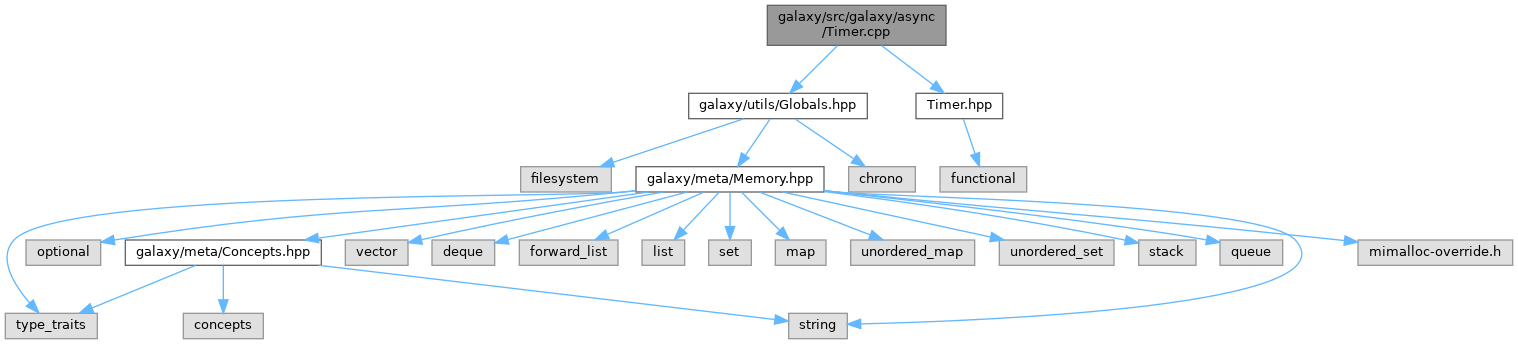 galaxy/src/galaxy/async
/Timer.cpp
galaxy/utils/Globals.hpp
Timer.hpp
filesystem
galaxy/meta/Memory.hpp
chrono
functional
optional
galaxy/meta/Concepts.hpp
vector
deque
forward_list
list
set
map
unordered_map
unordered_set
stack
queue
mimalloc-override.h
type_traits
concepts
string